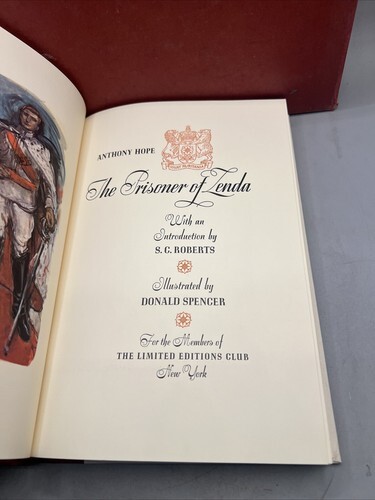 ANTHONY HOPE
The Prisoner of Zenda
With an
Introduction by
S. C. ROBERTS
Illustrated by
DONALD SPENCER
For the Members of
THE LIMITED EDITIONS CLUB
New York